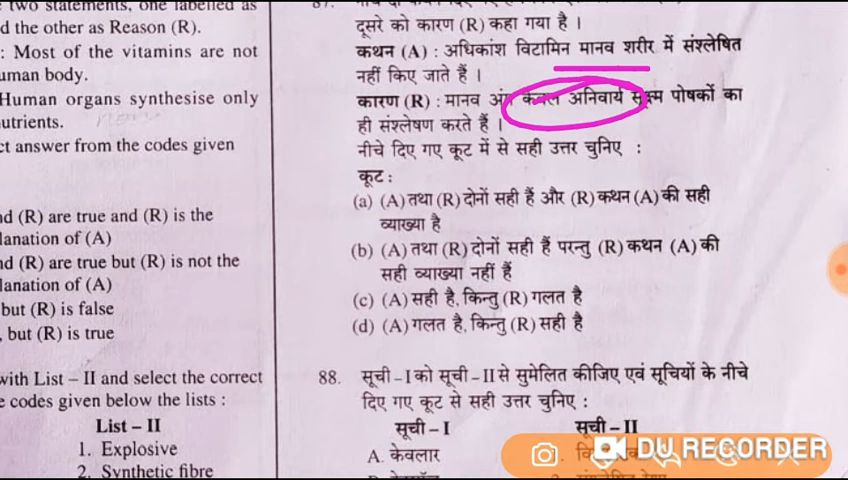 two statements, one labelled as
d the other as Reason (R).
: Most of the vitamins are not
uman body.
Human organs synthesise only
utrients.
ct answer from the codes given
nd (R) are true and (R) is the
lanation of (A)
nd (R) are true but (R) is not the
lanation of (A)
but (R) is false
, but (R) is true
with List – II and select the correct
e codes given below the lists :
List – II
1. Explosive
2. Synthetic fibre
87.
दूसरे को कारण (R) कहा गया है ।
कथन (A) : अधिकांश विटामिन मानव शरीर में संश्लेषित
नहीं किए जाते हैं ।
कारण (R) : मानव अंग केवल अनिवार्य सूक्ष्म पोषकों का
ही संश्लेषण करते हैं ।
नीचे दिए गए कूट में से सही उत्तर चुनिए :
कूट :
(a) (A) तथा (R) दोनों सही हैं और (R) कथन (A) की सही
व्याख्या है
(b) (A) तथा (R) दोनों सही हैं परन्तु (R) कथन (A) की
सही व्याख्या नहीं हैं
(c) (A) सही है, किन्तु (R) गलत है
(d) (A) गलत है, किन्तु (R) सही है
88. सूची – I को सूची – II से सुमेलित कीजिए एवं सूचियों के नीचे
दिए गए कूट से सही उत्तर चुनिए :
सूची – I सूची – II
A. केवलार
DU RECORDER